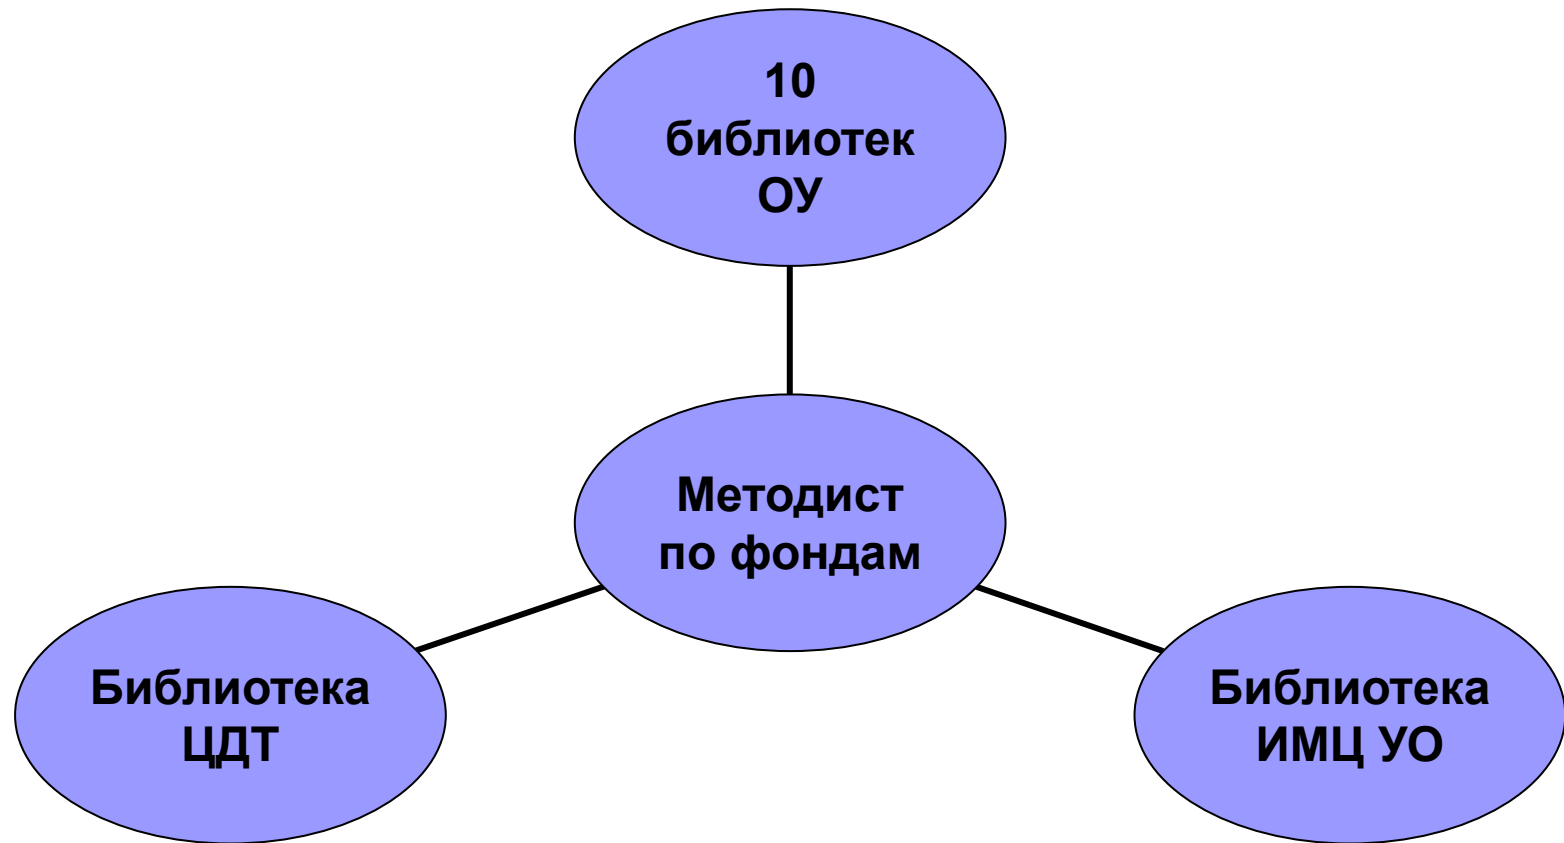 10
библиотек
ОУ
Методист
по фондам
Библиотека
ЦДТ
Библиотека
ИМЦ УО